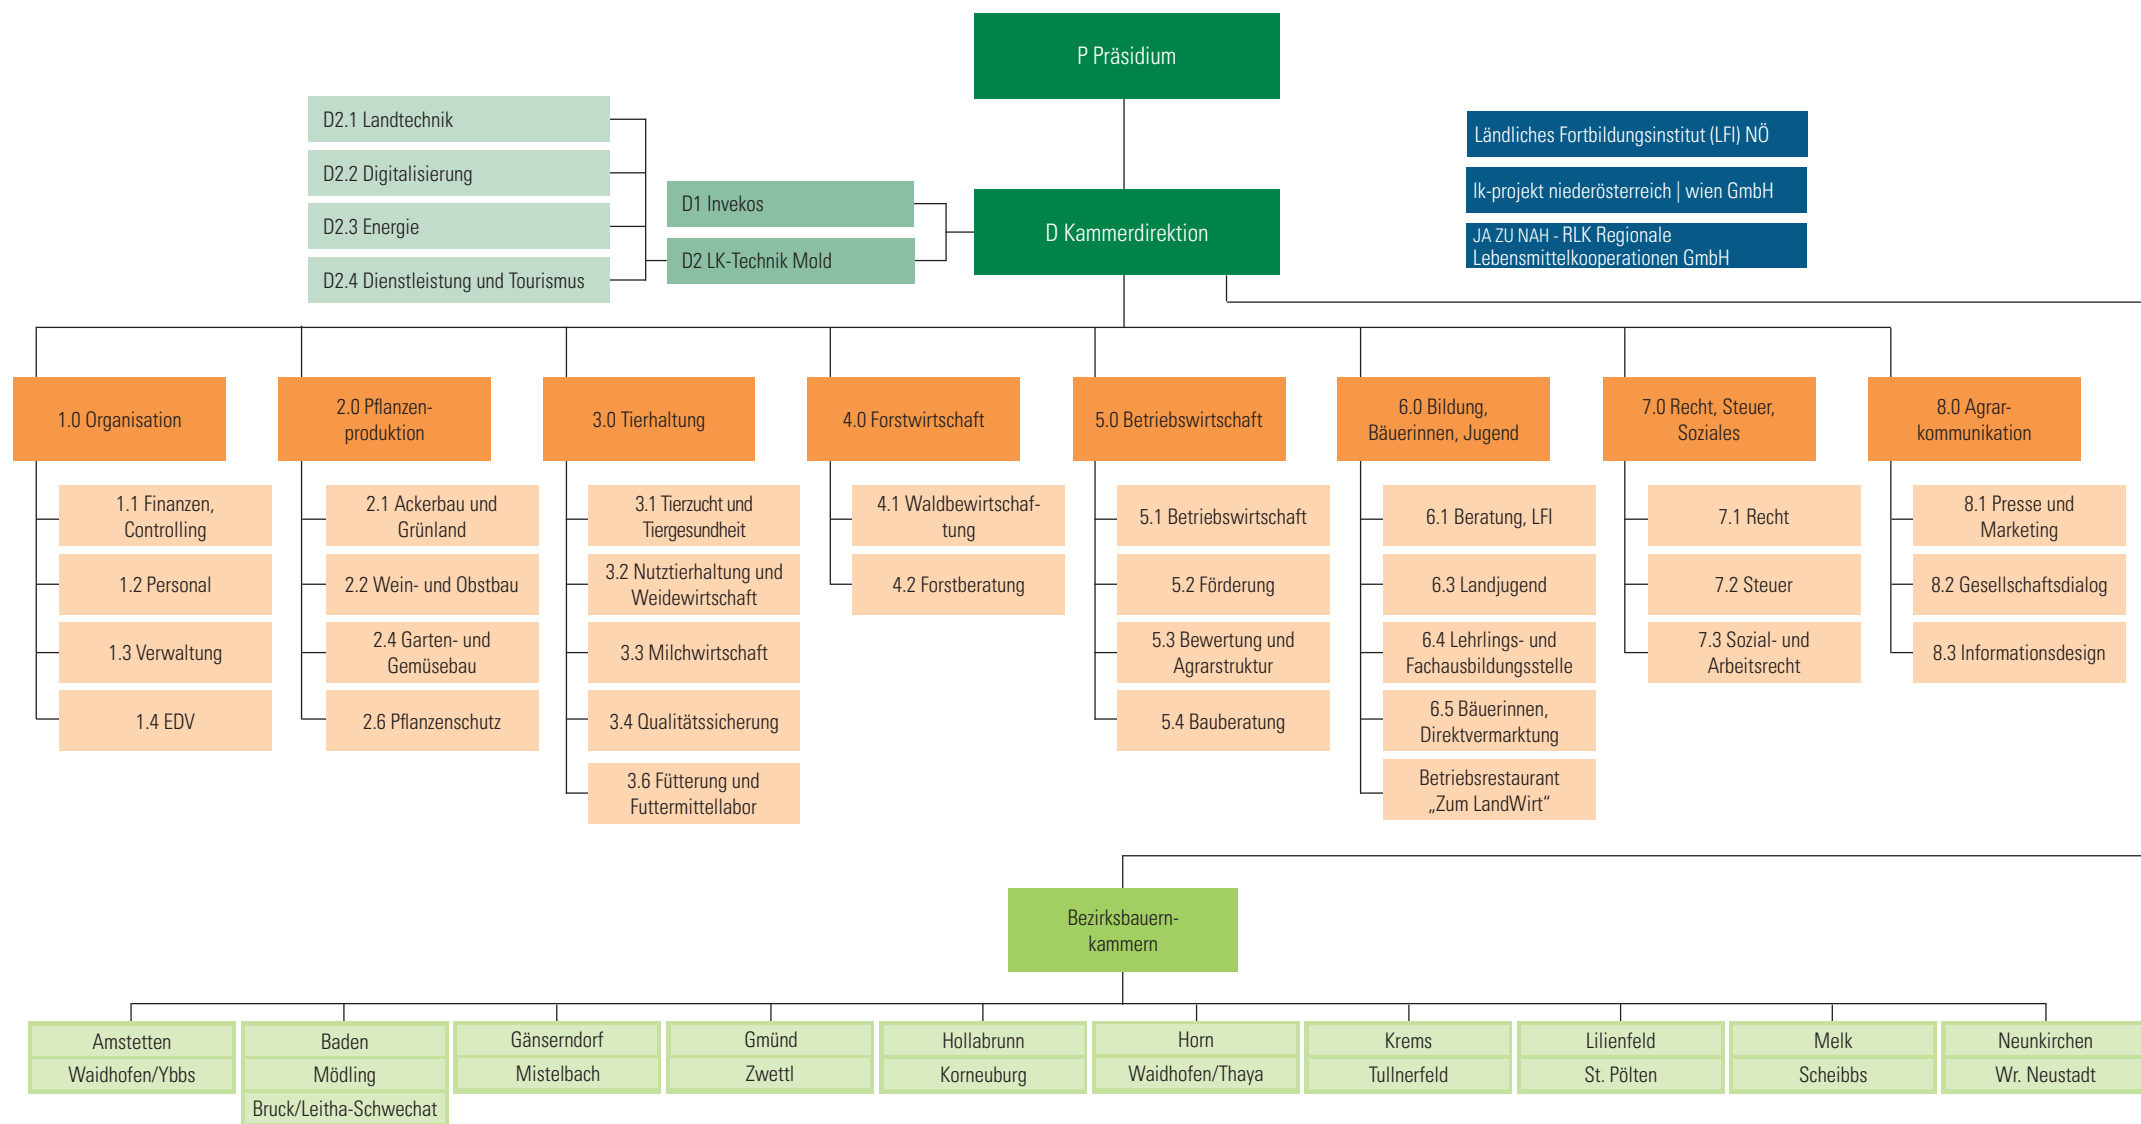 P Präsidium
D2.1 Landtechnik
D2.2 Digitalisierung
D2.3 Energie
D2.4 Dienstleistung und Tourismus
D1 Invekos
D2 LK-Technik Mold
D Kammerdirektion
Ländliches Fortbildungsinstitut (LFI) NÖ
lk-projekt niederösterreich | wien GmbH
JA ZU NAH - RLK Regionale
Lebensmittelkooperationen GmbH
1.0 Organisation
1.1 Finanzen,
Controlling
1.2 Personal
1.3 Verwaltung
1.4 EDV
2.0 Pflanzen-
produktion
2.1 Ackerbau und
Grünland
2.2 Wein- und Obstbau
2.4 Garten- und
Gemüsebau
2.6 Pflanzenschutz
3.0 Tierhaltung
3.1 Tierzucht und
Tiergesundheit
3.2 Nutztierhaltung und
Weidewirtschaft
3.3 Milchwirtschaft
3.4 Qualitätssicherung
3.6 Fütterung und
Futtermittellabor
4.0 Forstwirtschaft
4.1 Waldbewirtschaf-
tung
4.2 Forstberatung
5.0 Betriebswirtschaft
5.1 Betriebswirtschaft
5.2 Förderung
5.3 Bewertung und
Agrarstruktur
5.4 Bauberatung
6.0 Bildung,
Bäuerinnen, Jugend
6.1 Beratung, LFI
6.3 Landjugend
6.4 Lehrlings- und
Fachausbildungsstelle
6.5 Bäuerinnen,
Direktvermarktung
Betriebsrestaurant
„Zum LandWirt“
7.0 Recht, Steuer,
Soziales
7.1 Recht
7.2 Steuer
7.3 Sozial- und
Arbeitsrecht
8.0 Agrar-
kommunikation
8.1 Presse und
Marketing
8.2 Gesellschaftsdialog
8.3 Informationsdesign
Bezirksbauern-
kammern
Amstetten
Waidhofen/Ybbs
Baden
Mödling
Bruck/Leitha-Schwechat
Gänserndorf
Mistelbach
Gmünd
Zwettl
Hollabrunn
Korneuburg
Horn
Waidhofen/Thaya
Krems
Tullnerfeld
Lilienfeld
St. Pölten
Melk
Scheibbs
Neunkirchen
Wr. Neustadt